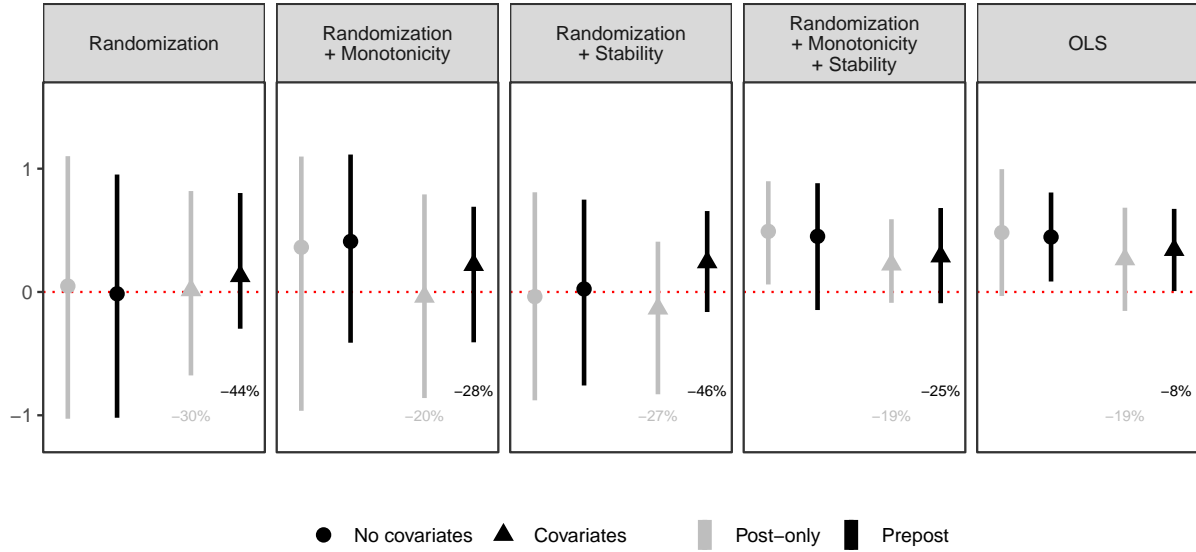 Randomization
Randomization
+ Monotonicity
Randomization
+ Stability
Randomization
+ Monotonicity
+ Stability
OLS
1
0
−1
−44%
−30%
−28%
−20%
−46%
−27%
−25%
−19%
−8%
−19%
No covariates Covariates Post−only Prepost